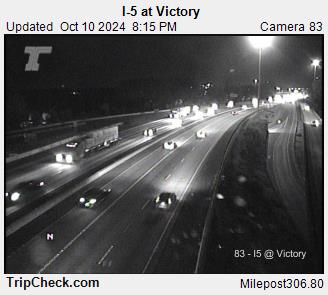 I-5 at Victory
Updated Oct 10 2024 8:15 PM Camera 83
T
N
83 - I5 @ Victory
TripCheck.com Milepost306.80